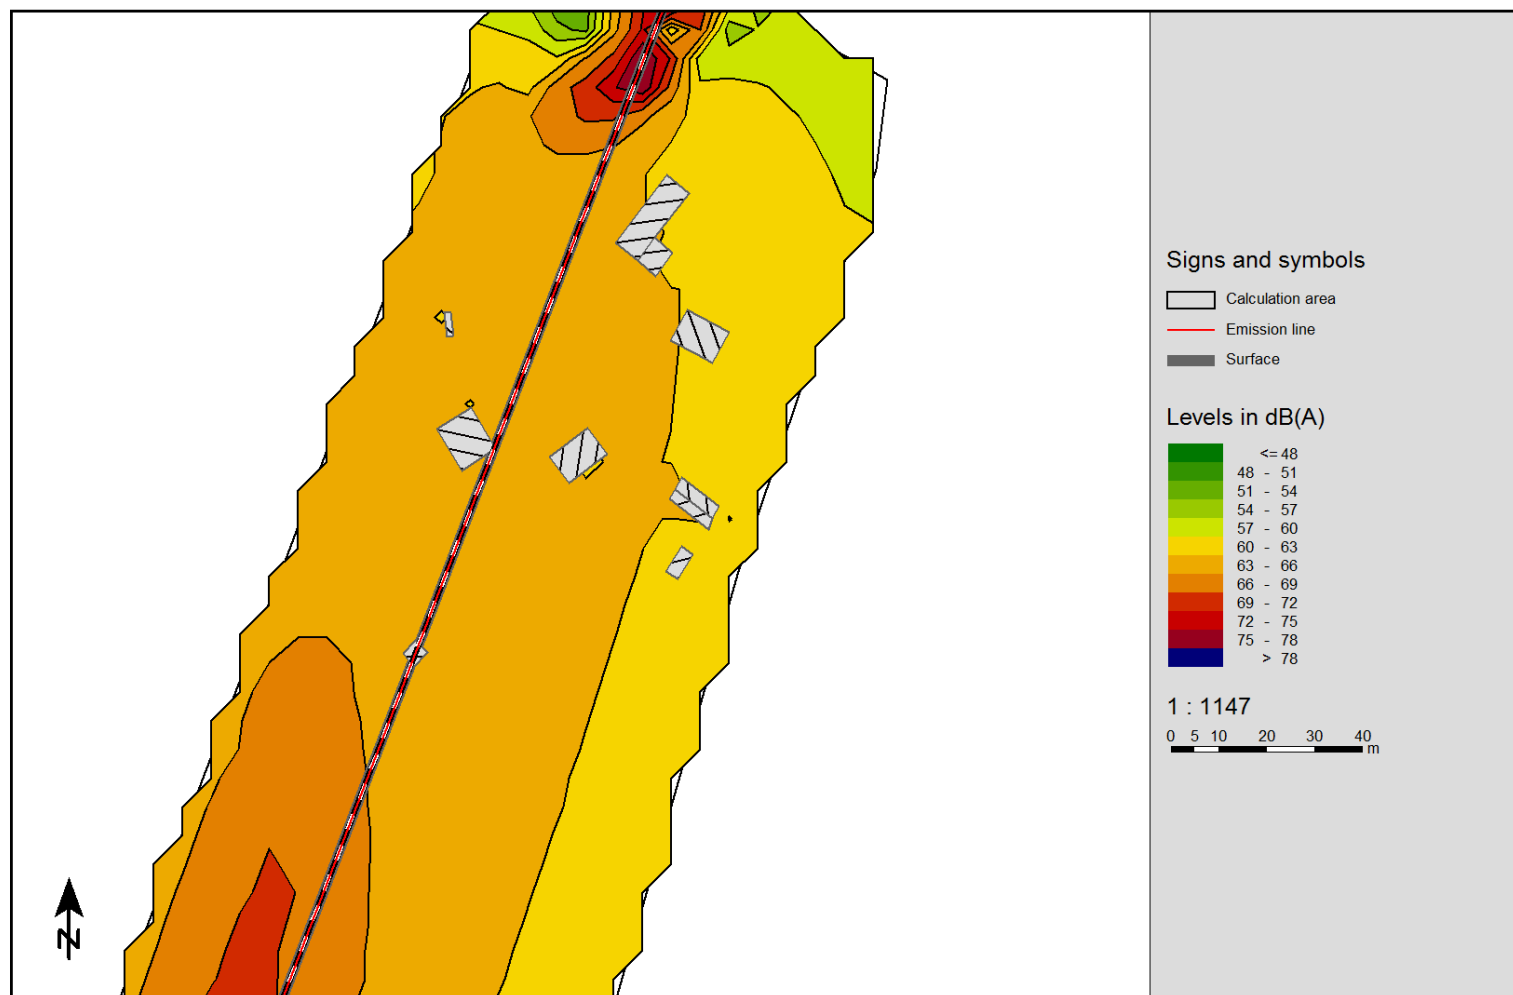 Signs and symbols
Calculation area
Emission line
Surface
Levels in dB(A)
<= 48
48 - 51
51 - 54
54 - 57
57 - 60
60 - 63
63 - 66
66 - 69
69 - 72
72 - 75
75 - 78
> 78
1 : 1147
0 5 10 20 30 40
m
N